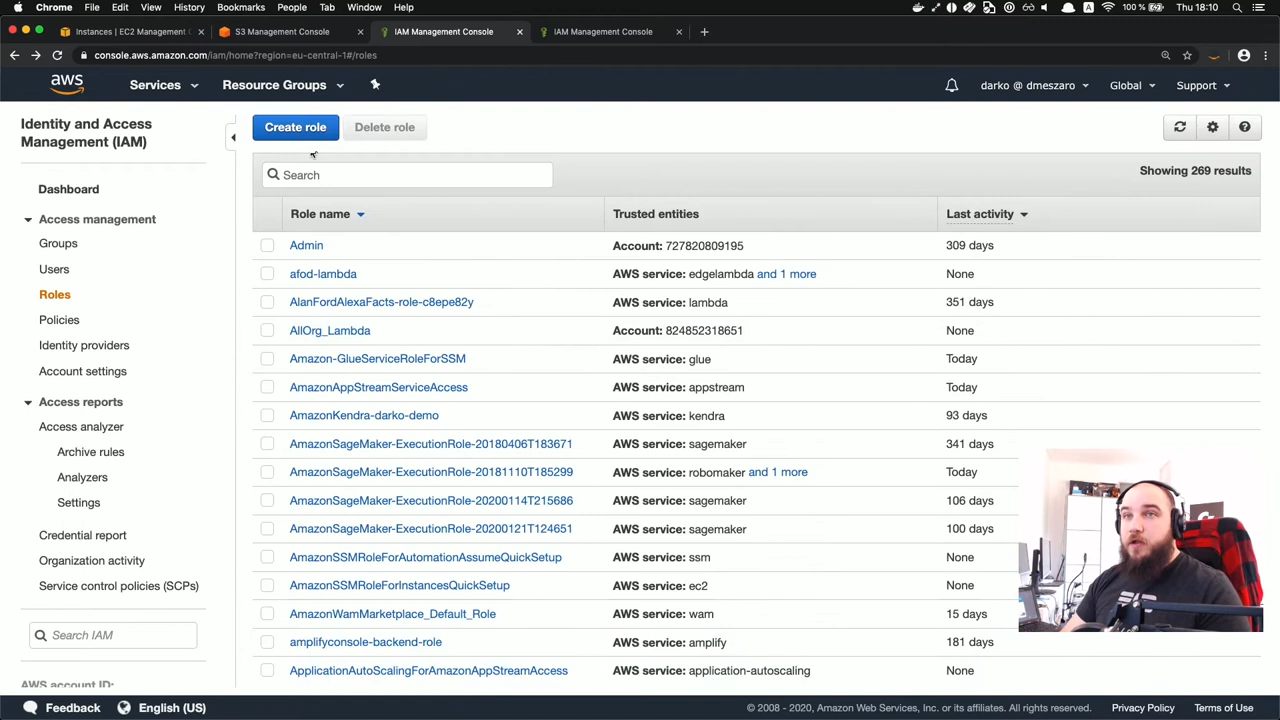 Chrome File Edit View History Bookmarks People Tab Window Help
100 % Thu 18:10
Instances | EC2 Management C
S3 Management Console
IAM Management Console
IAM Management Console
console.aws.amazon.com/iam/home?region=eu-central-1#/roles
aws Services Resource Groups darko @ dmeszaro Global Support
Identity and Access
Management (IAM)
Dashboard
Access management
Groups
Users
Roles
Policies
Identity providers
Account settings
Access reports
Access analyzer
Archive rules
Analyzers
Settings
Credential report
Organization activity
Service control policies (SCPs)
Search IAM
AWS account ID:
Create role Delete role
Search Showing 269 results
Role name Trusted entities Last activity
Admin Account: 727820809195 309 days
afod-lambda AWS service: edgelambda and 1 more None
AlanFordAlexaFacts-role-c8epe82y AWS service: lambda 351 days
AllOrg_Lambda Account: 824852318651 None
Amazon-GlueServiceRoleForSSM AWS service: glue Today
AmazonAppStreamServiceAccess AWS service: appstream Today
AmazonKendra-darko-demo AWS service: kendra 93 days
AmazonSageMaker-ExecutionRole-20180406T183671 AWS service: sagemaker 341 days
AmazonSageMaker-ExecutionRole-20181110T185299 AWS service: robomaker and 1 more Today
AmazonSageMaker-ExecutionRole-20200114T215686 AWS service: sagemaker 106 days
AmazonSageMaker-ExecutionRole-20200121T124651 AWS service: sagemaker 100 days
AmazonSSMRoleForAutomationAssumeQuickSetup AWS service: ssm None
AmazonSSMRoleForInstancesQuickSetup AWS service: ec2 None
AmazonWamMarketplace_Default_Role AWS service: wam 15 days
amplifyconsole-backend-role AWS service: amplify 181 days
ApplicationAutoScalingForAmazonAppStreamAccess AWS service: application-autoscaling None
Feedback English (US) © 2008 - 2020, Amazon Web Services, Inc. or its affiliates. All rights reserved. Privacy Policy Terms of Use